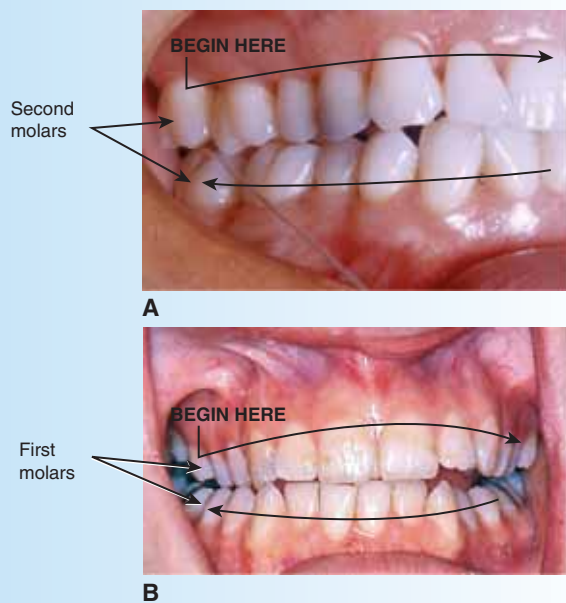 BEGIN HERE
Second
molars
A
BEGIN HERE
First
molars
B